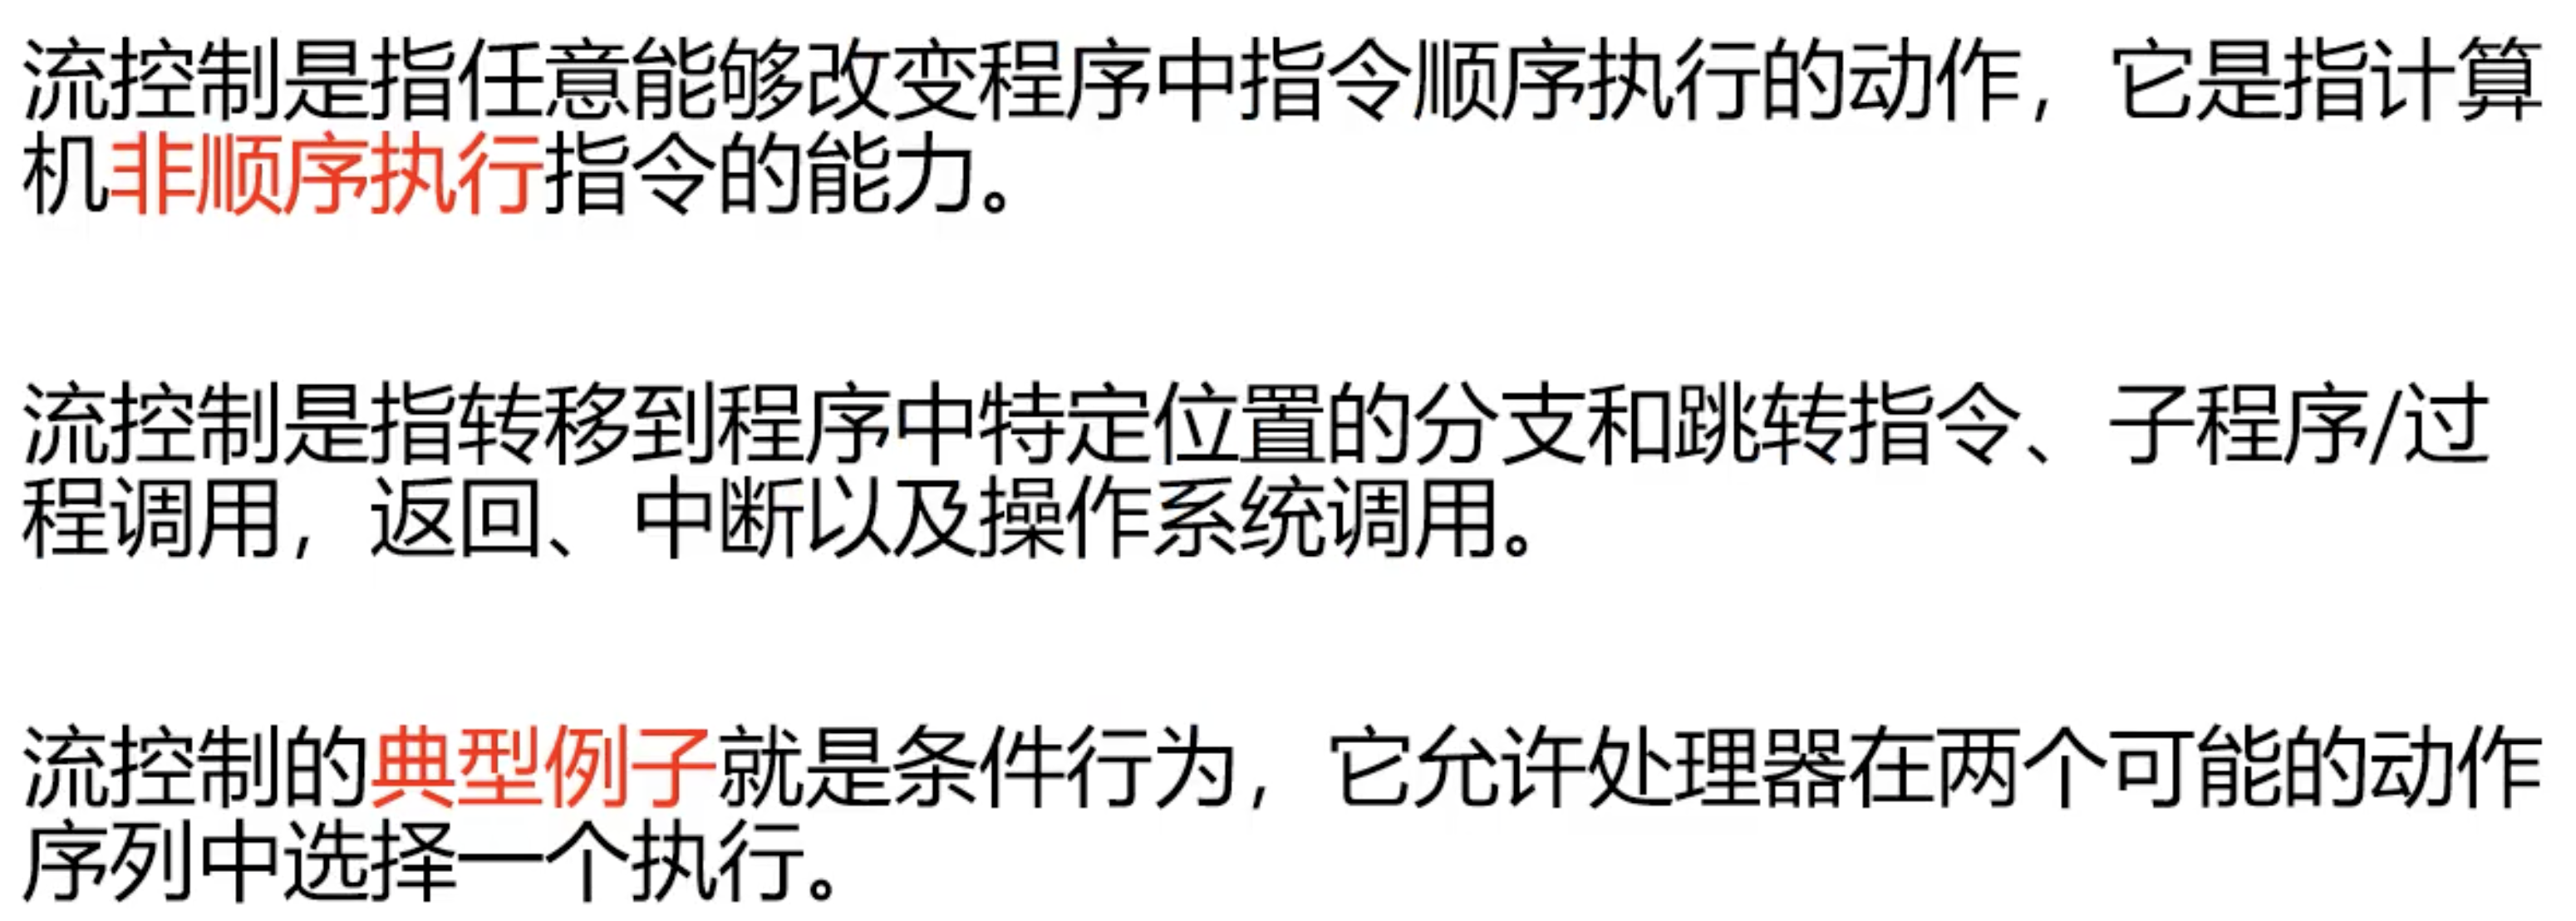 流控制是指任意能够改变程序中指令顺序执行的动作，它是指计算
机非顺序执行指令的能力。
流控制是指转移到程序中特定位置的分支和跳转指令、子程序/过
程调用，返回、中断以及操作系统调用。
流控制的典型例子就是条件行为，它允许处理器在两个可能的动作
序列中选择一个执行。